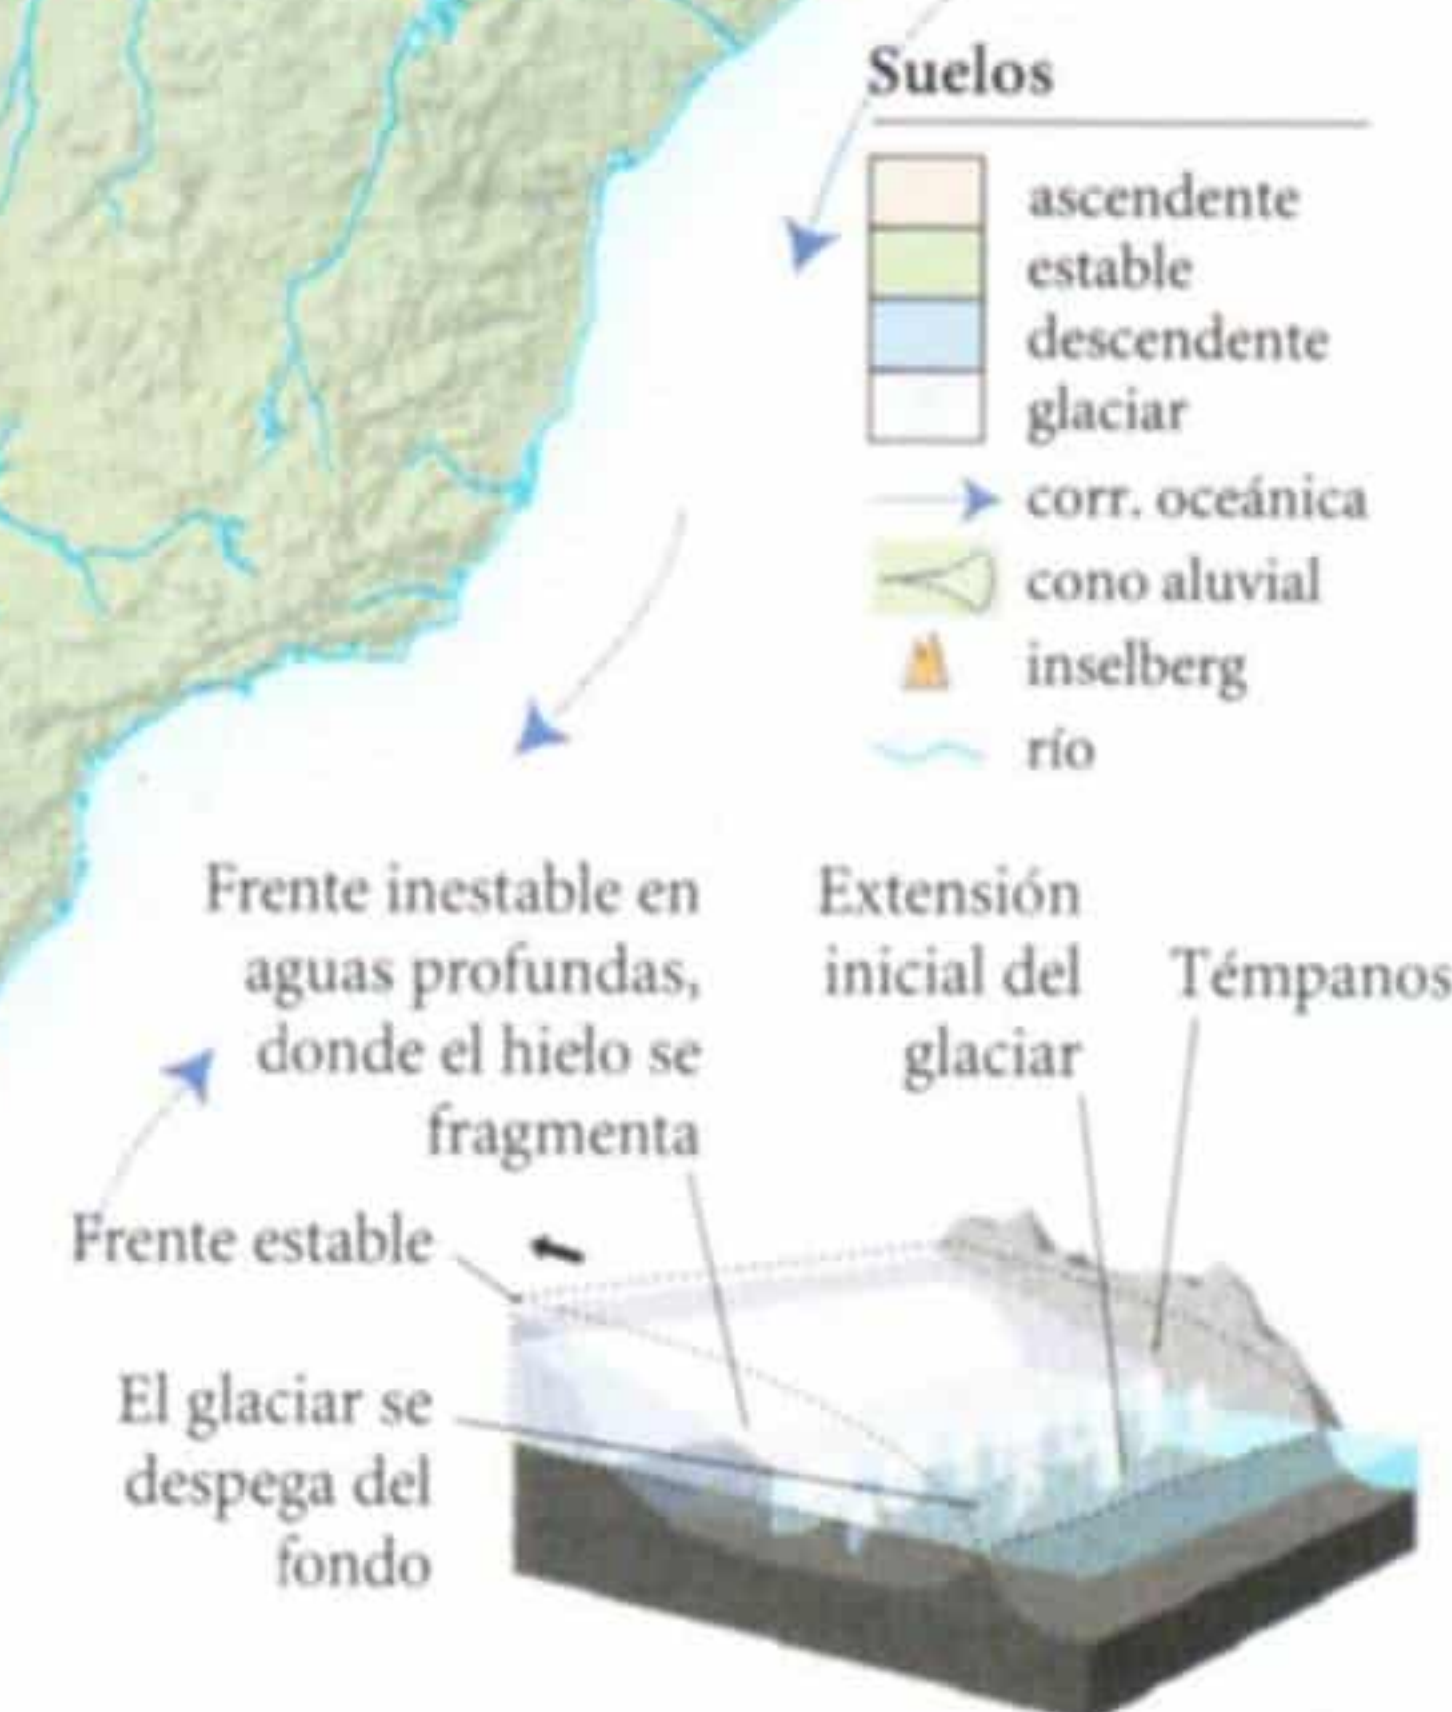 Suelos
ascendente
estable
descendente
glaciar
corr. oceánica
cono aluvial
inselberg
río
Frente inestable en
aguas profundas,
donde el hielo se
fragmenta
Extensión
inicial del
glaciar
Témpanos
Frente estable
El glaciar se
despega del
fondo